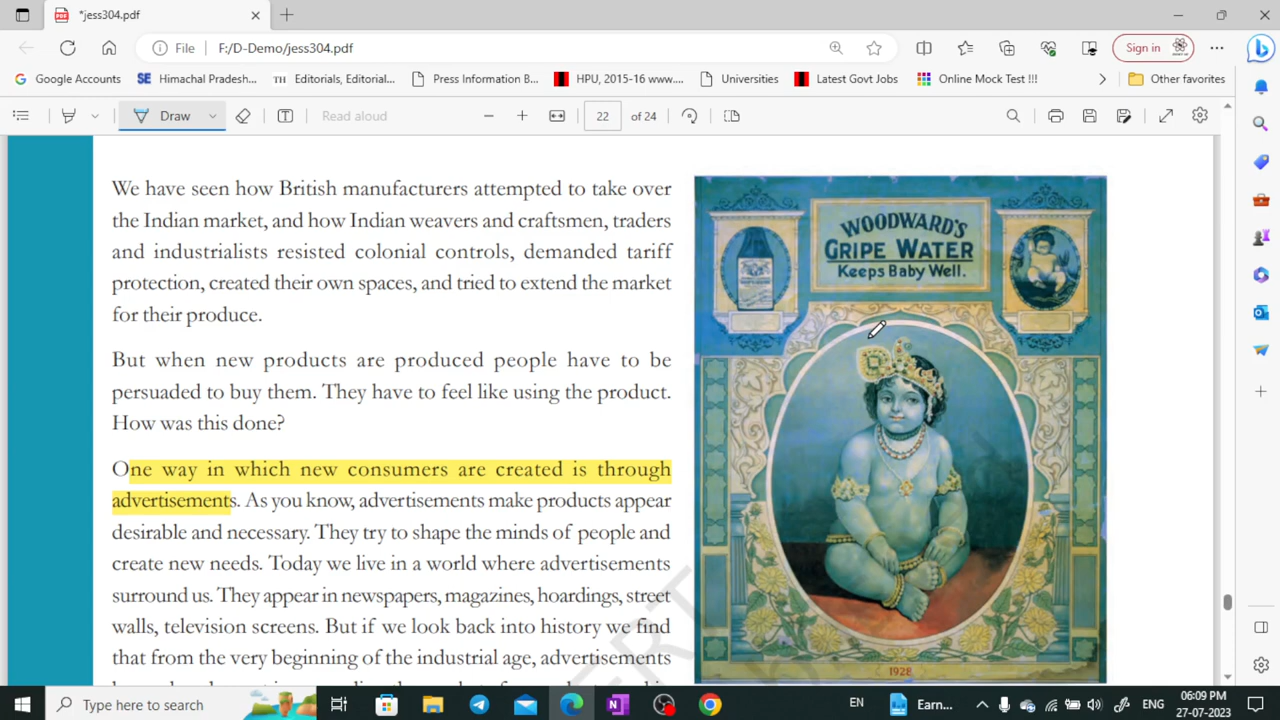 *jess304.pdf
File
F:/D-Demo/jess304.pdf
Sign in
Google Accounts
SE Himachal Pradesh...
TH Editorials, Editorial...
Press Information B...
HPU, 2015-16 www....
Universities
Latest Govt Jobs
Online Mock Test !!!
Other favorites
Draw
Read aloud
22 of 24
We have seen how British manufacturers attempted to take over
the Indian market, and how Indian weavers and craftsmen, traders
and industrialists resisted colonial controls, demanded tariff
protection, created their own spaces, and tried to extend the market
for their produce.
But when new products are produced people have to be
persuaded to buy them. They have to feel like using the product.
How was this done?
One way in which new consumers are created is through
advertisements. As you know, advertisements make products appear
desirable and necessary. They try to shape the minds of people and
create new needs. Today we live in a world where advertisements
surround us. They appear in newspapers, magazines, hoardings, street
walls, television screens. But if we look back into history we find
that from the very beginning of the industrial age, advertisements
WOODWARD'S
GRIPE WATER
Keeps Baby Well.
1928
Type here to search
EN
Earn...
ENG
06:09 PM
27-07-2023